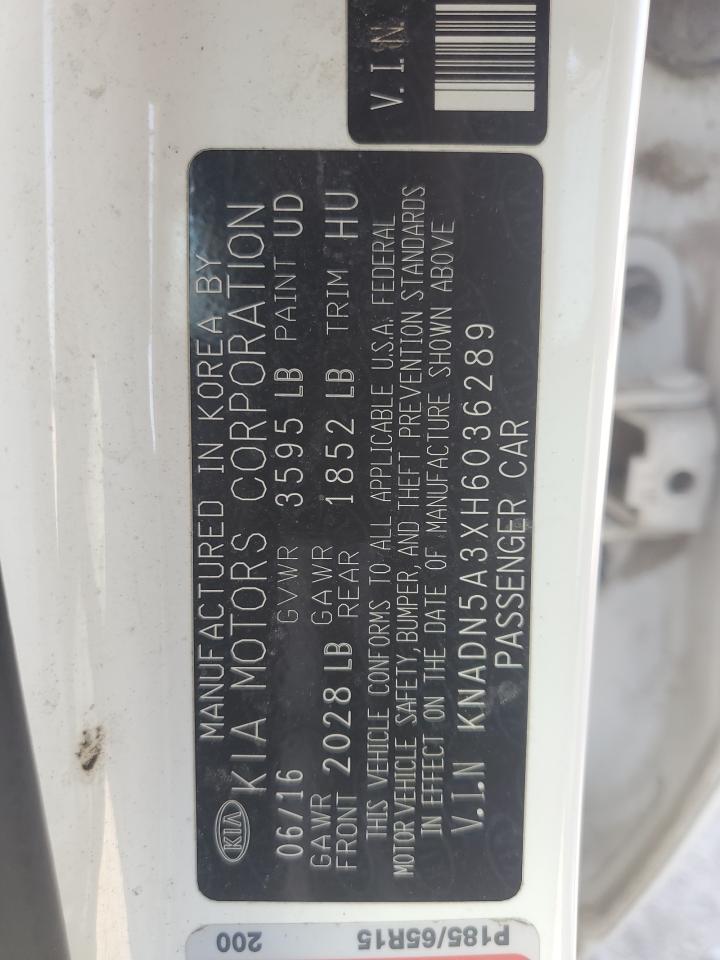 V.I.N.
MANUFACTURED IN KOREA BY
KIA KIA MOTORS CORPORATION
06/16 GVWR 3595 LB PAINT UD
GAWR FRONT 2028 LB GAWR REAR 1852 LB TRIM HU
THIS VEHICLE CONFORMS TO ALL APPLICABLE U.S.A. FEDERAL
MOTOR VEHICLE SAFETY, BUMPER, AND THEFT PREVENTION STANDARDS
IN EFFECT ON THE DATE OF MANUFACTURE SHOWN ABOVE
V.I.N KNADN5A3XH6036289
PASSENGER CAR
P185/65R15
200